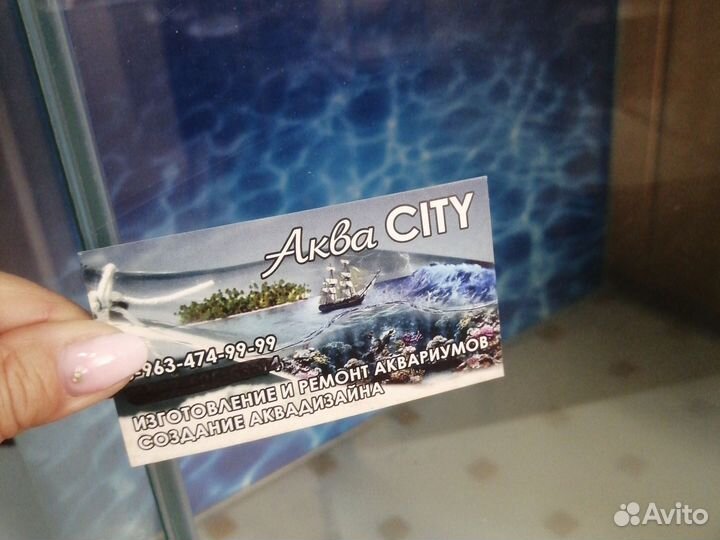 Аква CITY
-963-474-99-99
ИЗГОТОВЛЕНИЕ И РЕМОНТ АКВАРИУМОВ
СОЗДАНИЕ АКВАДИЗАЙНА
Avito